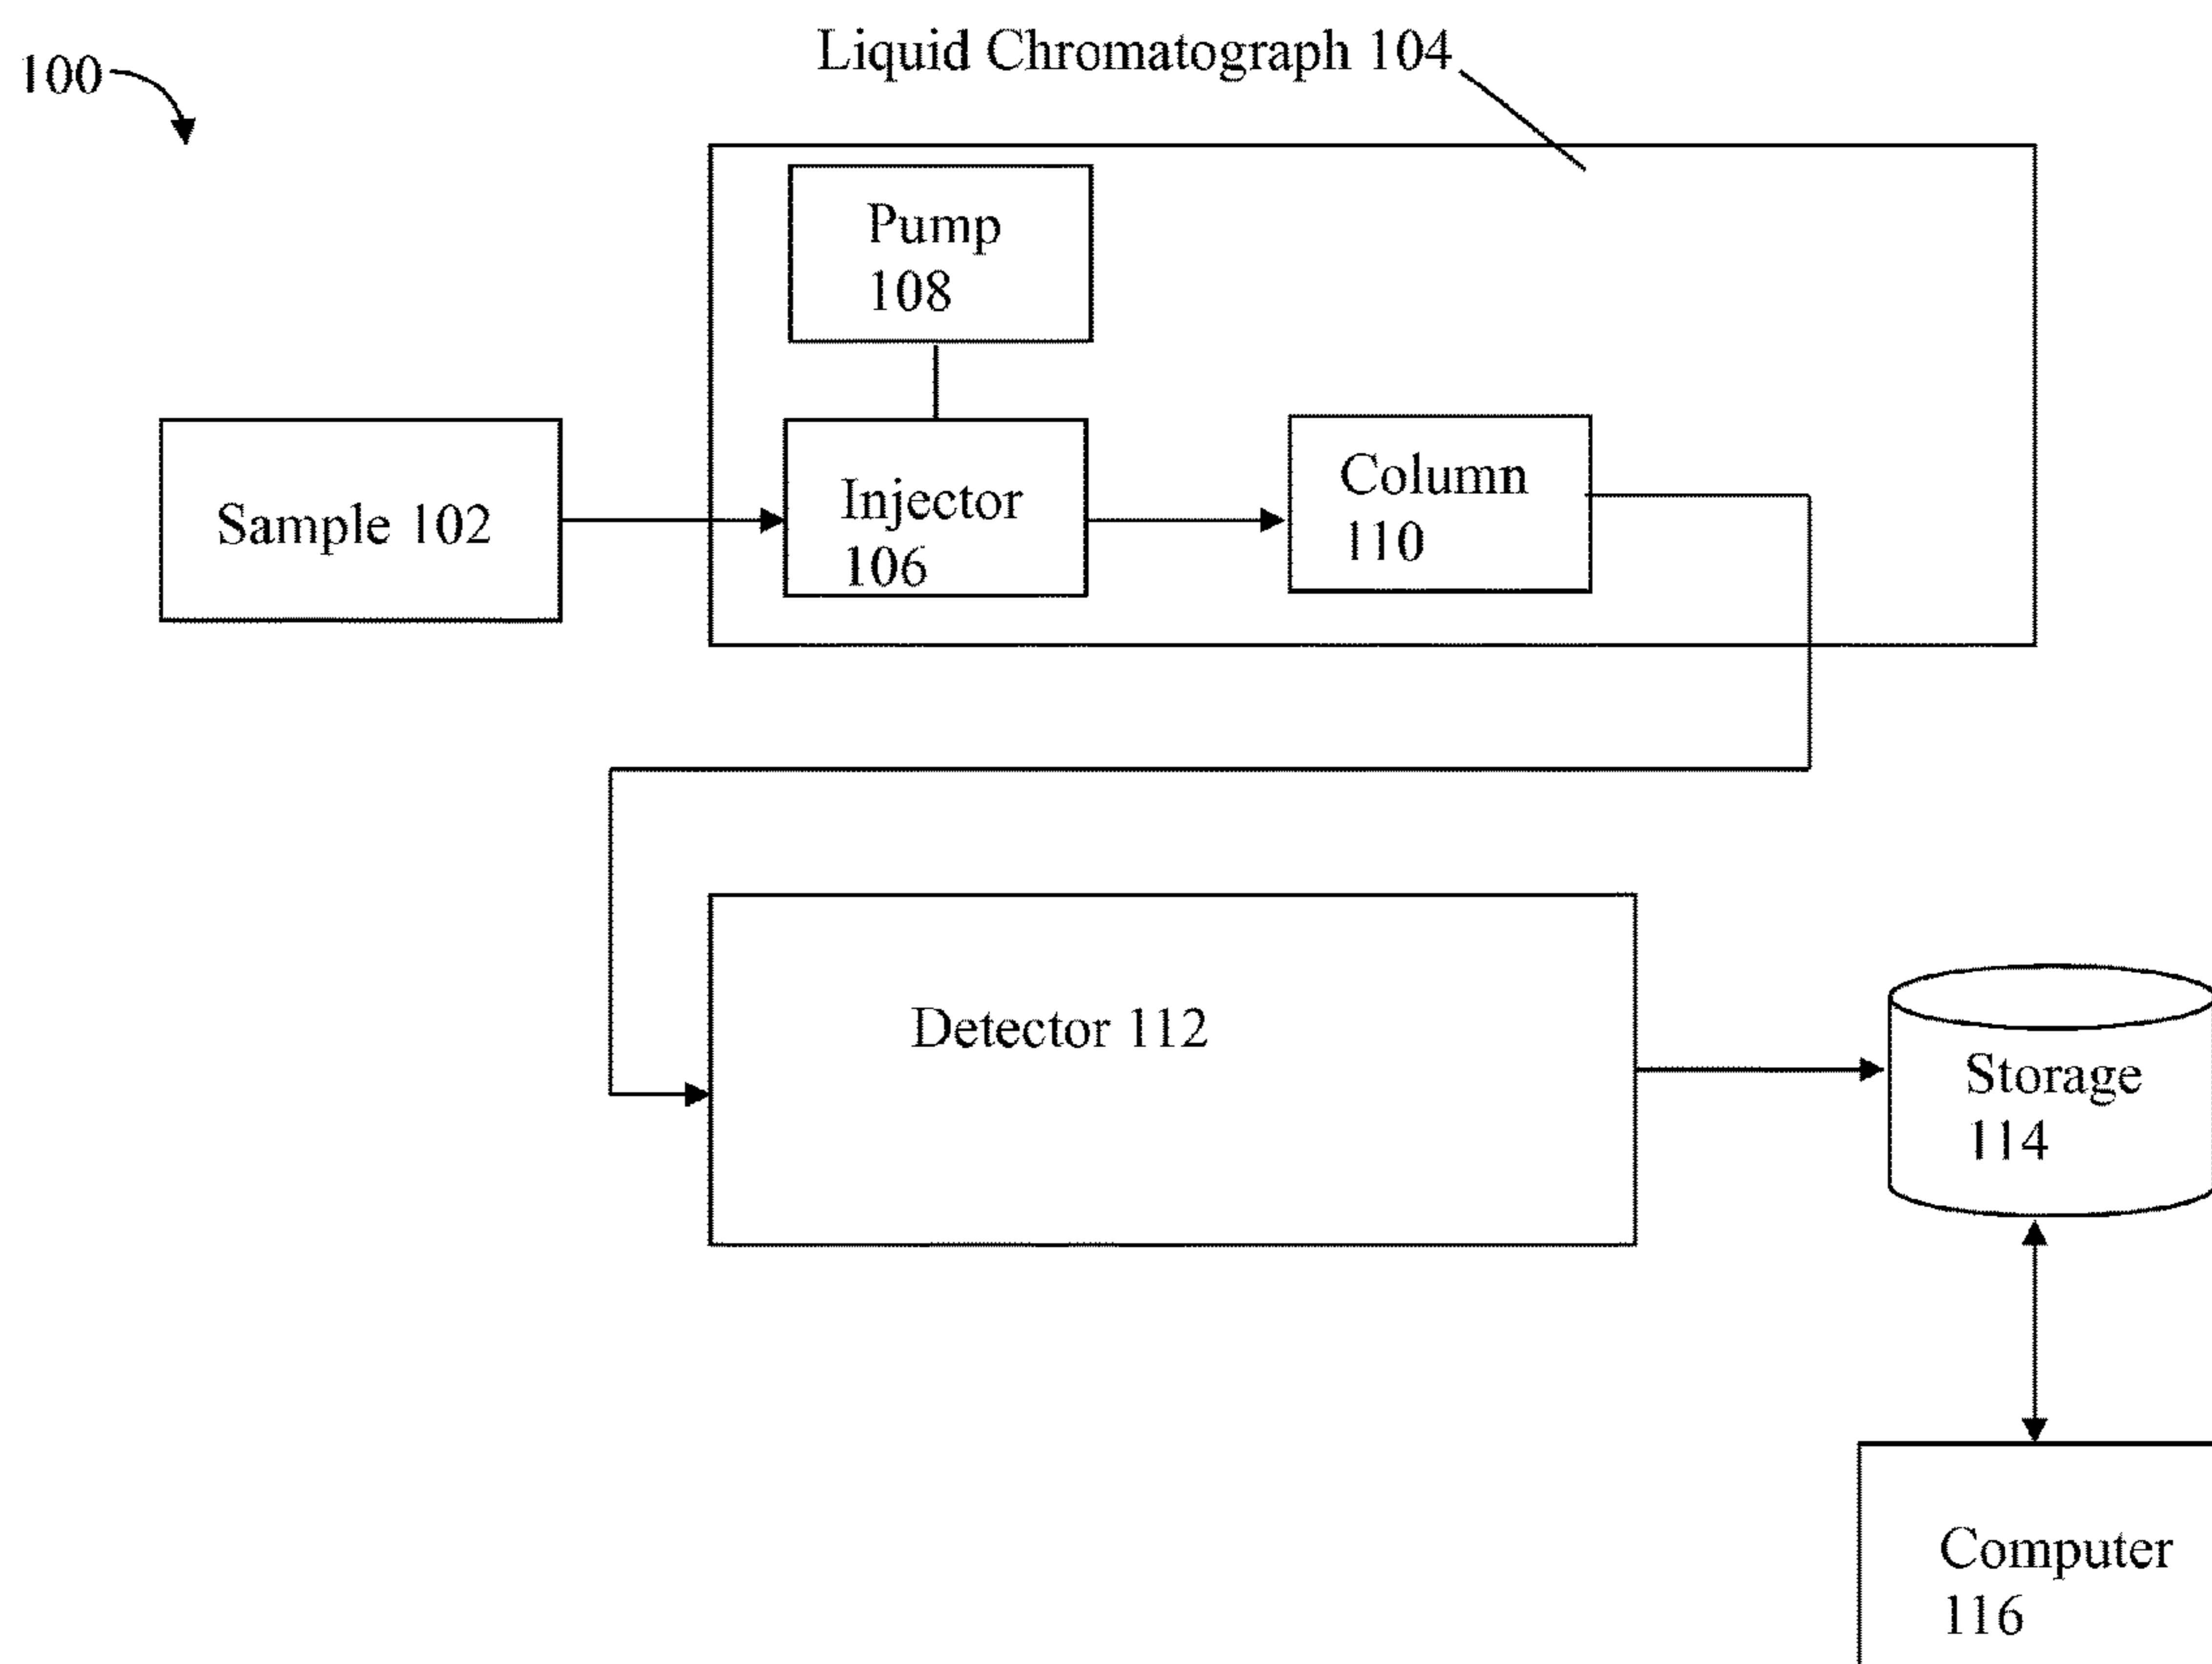 100
Liquid Chromatograph 104
Pump
108
Sample 102
Injector
106
Column
110
Detector 112
Storage
114
Computer
116